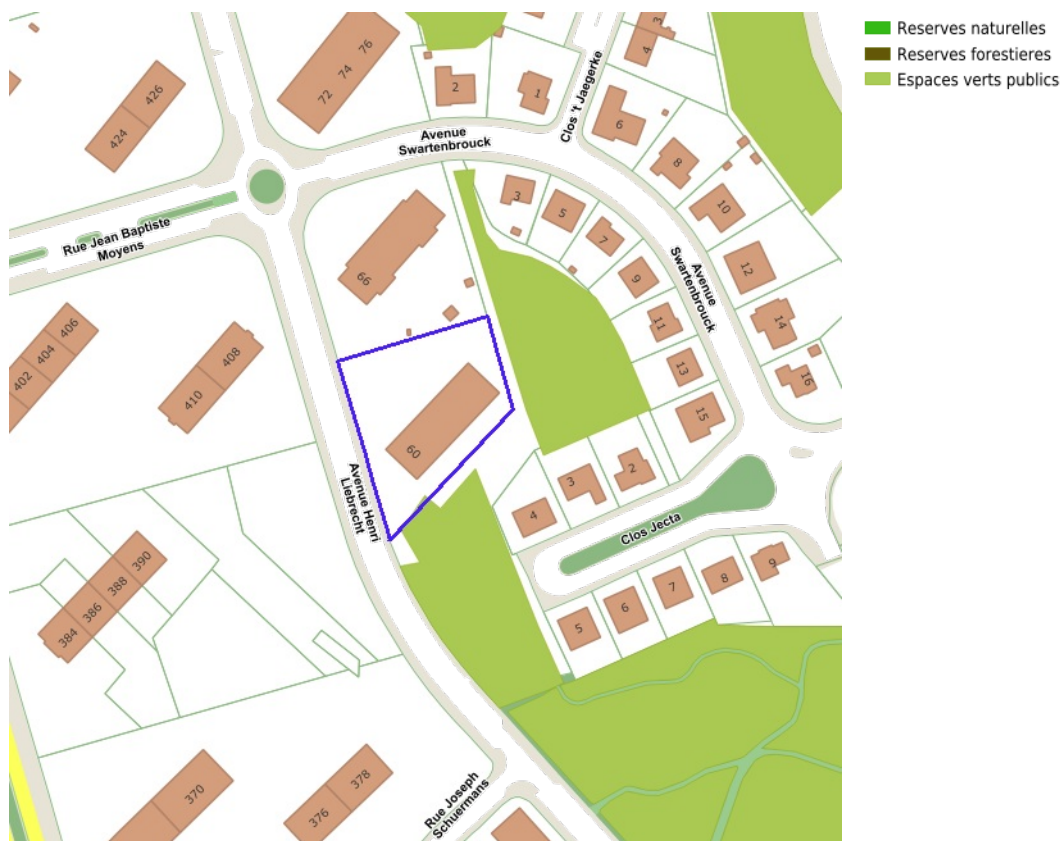 Reserves naturelles
Reserves forestieres
Espaces verts publics
3
4
76
74
72
2
1
426
424
6
Clos 't Jaegerke
Avenue
Swartenbrouck
8
10
3
5
7
9
11
13
15
12
14
16
Avenue
Swartenbrouck
Rue Jean Baptiste
Moyens
66
406
404
402
408
410
60
Avenue Henri
Liebrecht
2
3
4
Clos Jecta
9
8
7
6
5
390
388
386
384
370
378
376
Rue Joseph
Schuermans